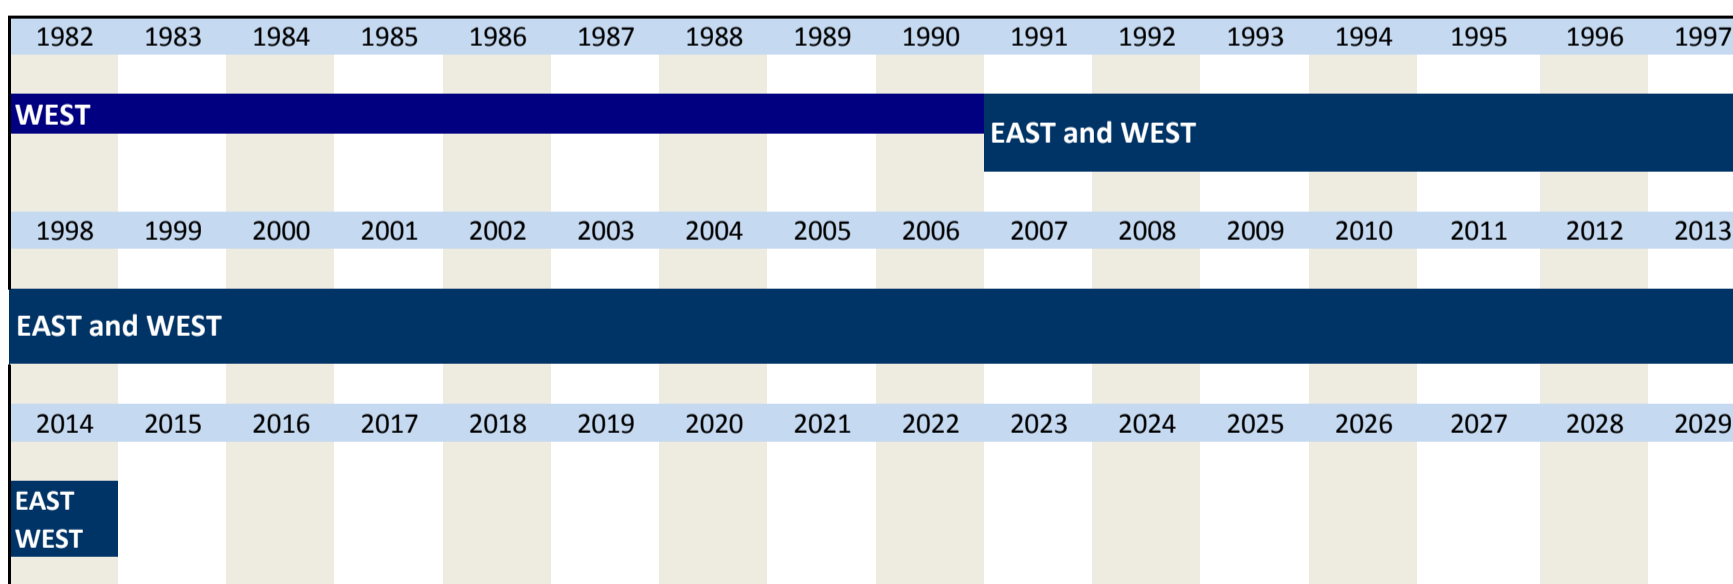 1982 1983 1984 1985 1986 1987 1988 1989 1990 1991 1992 1993 1994 1995 1996 1997
WEST
EAST and WEST
1998 1999 2000 2001 2002 2003 2004 2005 2006 2007 2008 2009 2010 2011 2012 2013
EAST and WEST
2014 2015 2016 2017 2018 2019 2020 2021 2022 2023 2024 2025 2026 2027 2028 2029
EAST
WEST